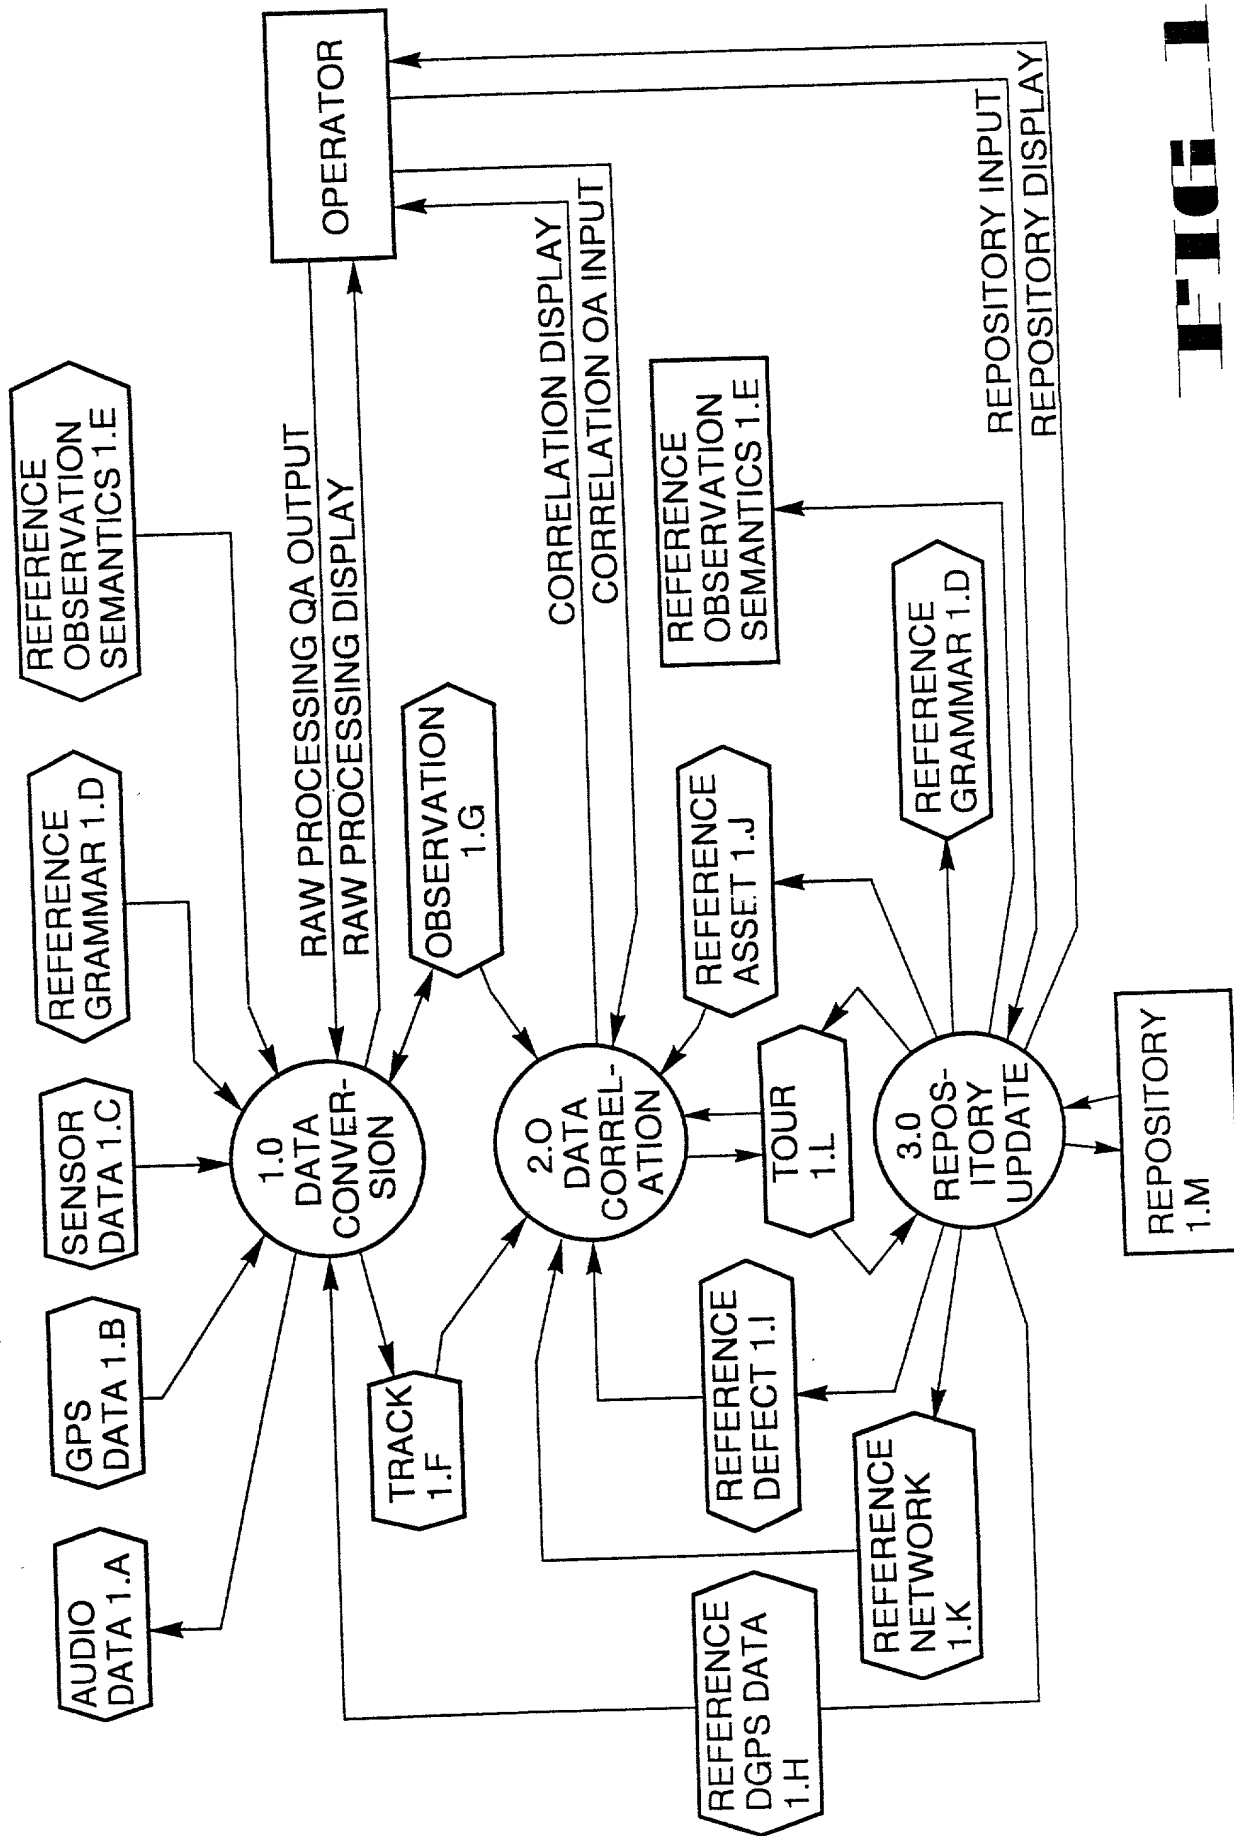 AUDIO
DATA 1.A
GPS
DATA 1.B
SENSOR
DATA 1.C
REFERENCE
GRAMMAR 1.D
REFERENCE
OBSERVATION
SEMANTICS 1.E
1.0
DATA
CONVER-
SION
RAW PROCESSING QA OUTPUT
RAW PROCESSING DISPLAY
OPERATOR
TRACK
1.F
OBSERVATION
1.G
2.O
DATA
CORREL-
ATION
CORRELATION DISPLAY
CORRELATION OA INPUT
REFERENCE
DGPS DATA
1.H
REFERENCE
DEFECT 1.I
TOUR
1.L
REFERENCE
ASSET 1.J
REFERENCE
OBSERVATION
SEMANTICS 1.E
REFERENCE
NETWORK
1.K
3.0
REPOS-
ITORY
UPDATE
REFERENCE
GRAMMAR 1.D
REPOSITORY INPUT
REPOSITORY DISPLAY
REPOSITORY
1.M
FIG 1